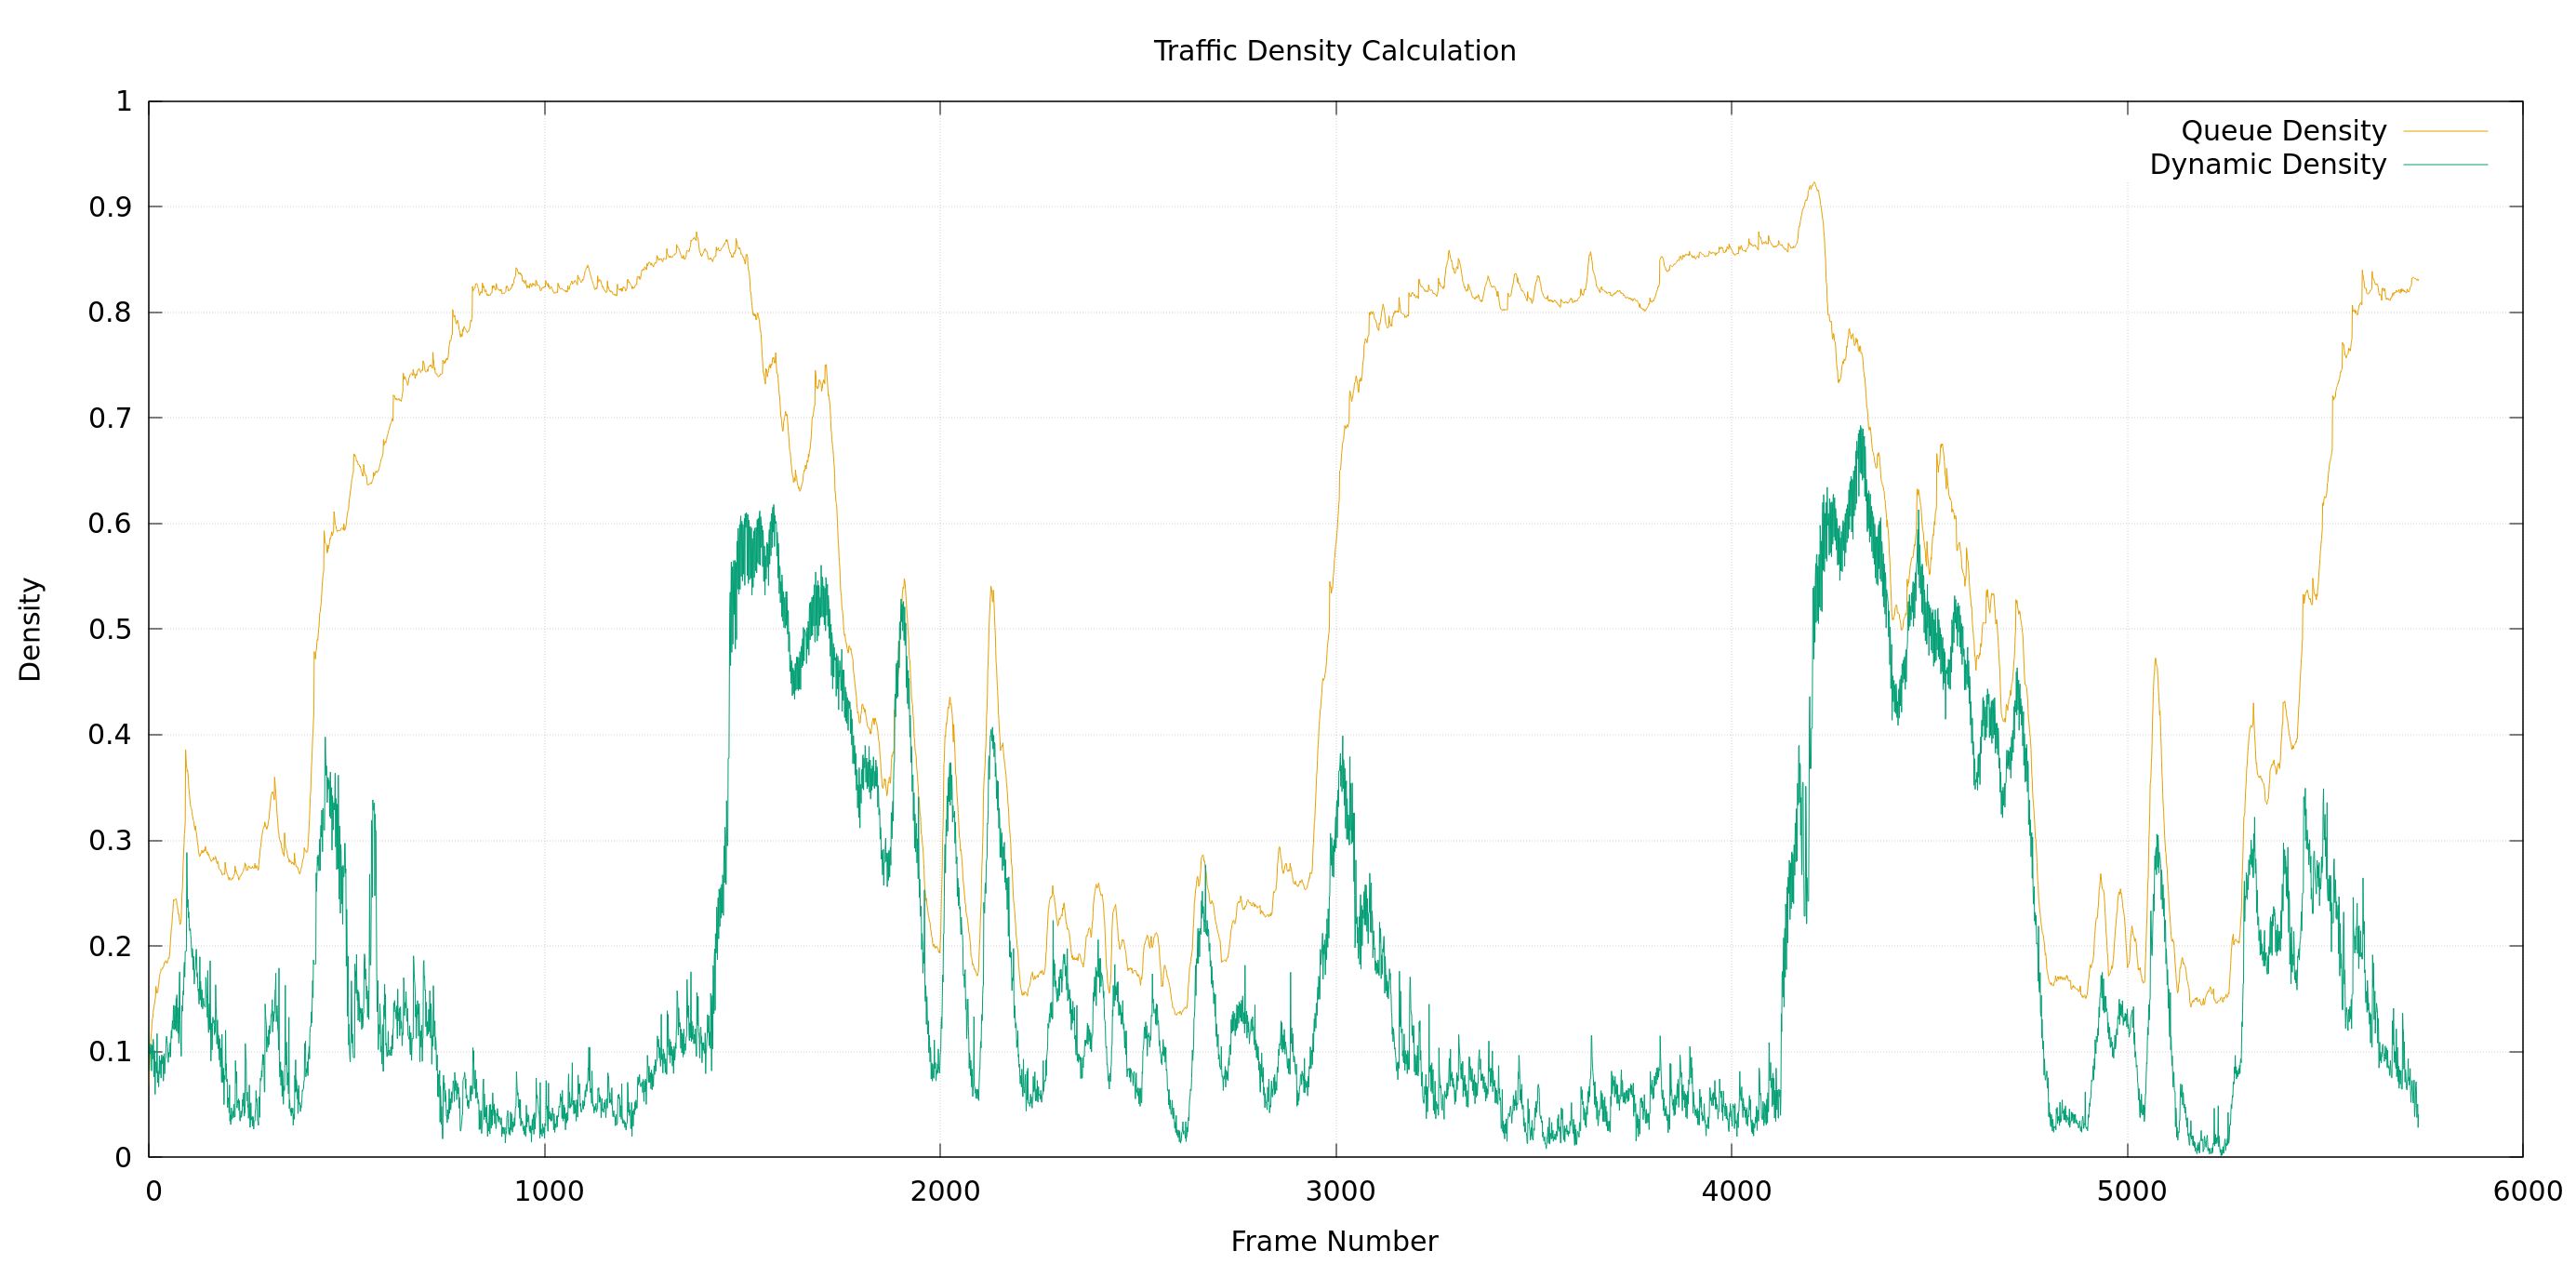 Traffic Density Calculation
Queue Density
Dynamic Density
1
0.9
0.8
0.7
0.6
0.5
0.4
0.3
0.2
0.1
0
Density
0 1000 2000 3000 4000 5000 6000
Frame Number